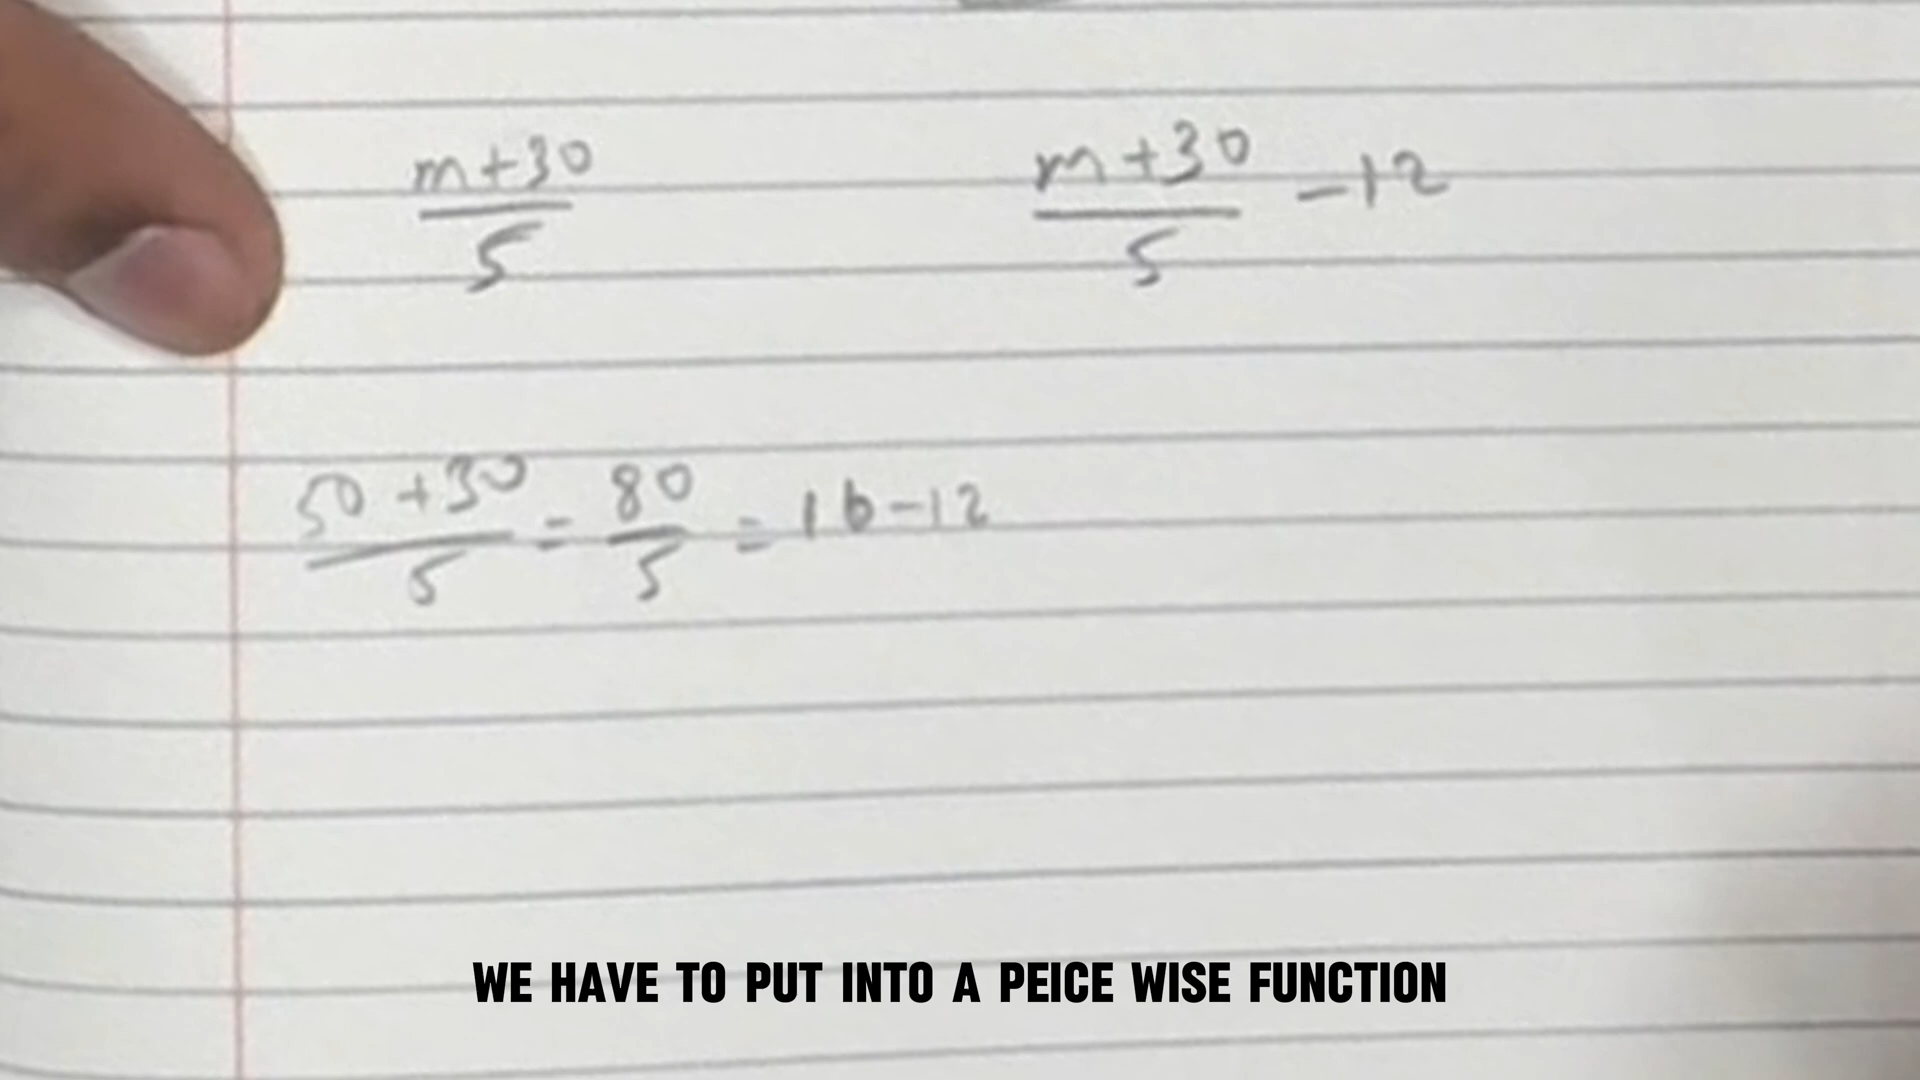 m+30/5    m+30/5 -12
50+30/5 = 80/5 = 16-12
WE HAVE TO PUT INTO A PEICE WISE FUNCTION